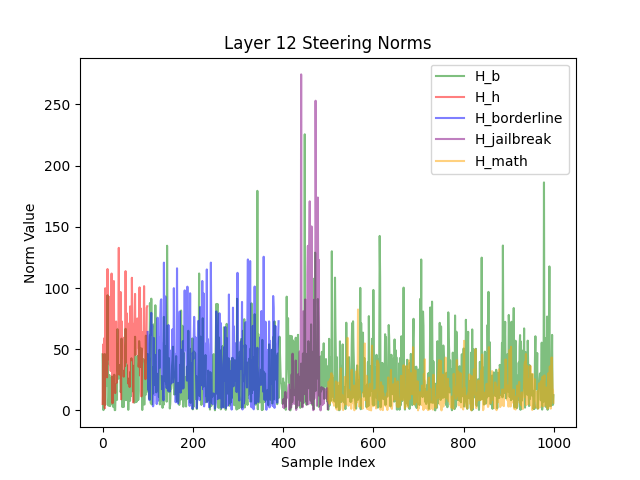 Layer 12 Steering Norms
H_b
H_h
H_borderline
H_jailbreak
H_math
Norm Value
250
200
150
100
50
0
0
200
400
600
800
1000
Sample Index